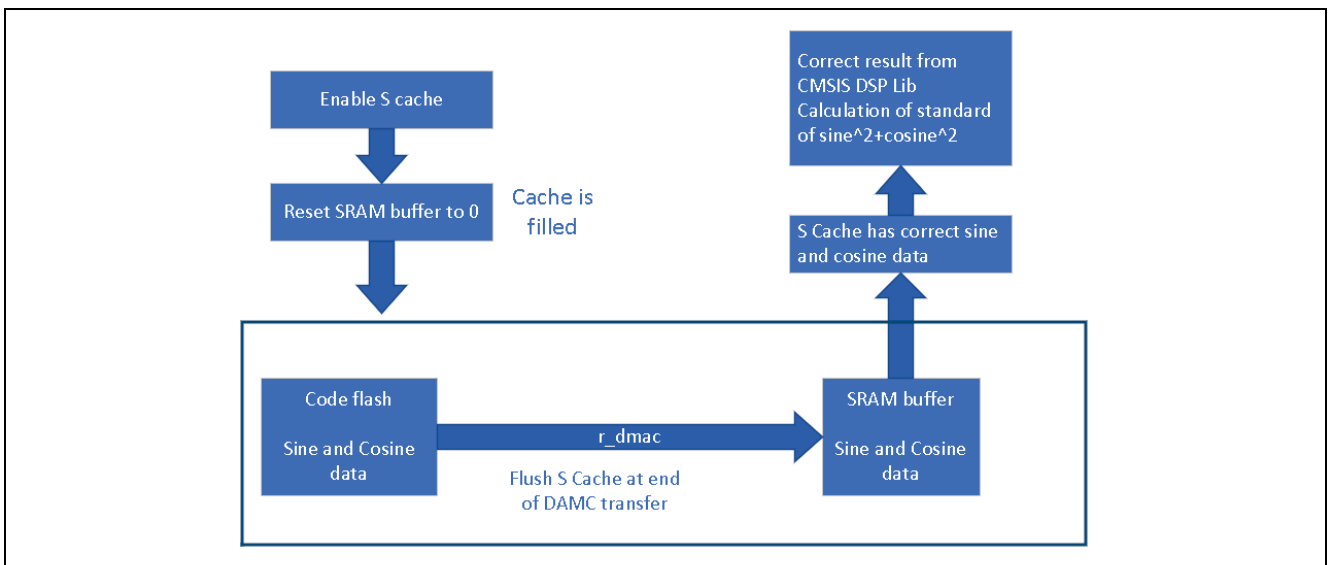 Enable S cache
Reset SRAM buffer to 0
Cache is
filled
Code flash
Sine and Cosine
data
r_dmac
Flush S Cache at end
of DAMC transfer
SRAM buffer
Sine and Cosine
data
S Cache has correct sine
and cosine data
Correct result from
CMSIS DSP Lib
Calculation of standard
of sine^2+cosine^2